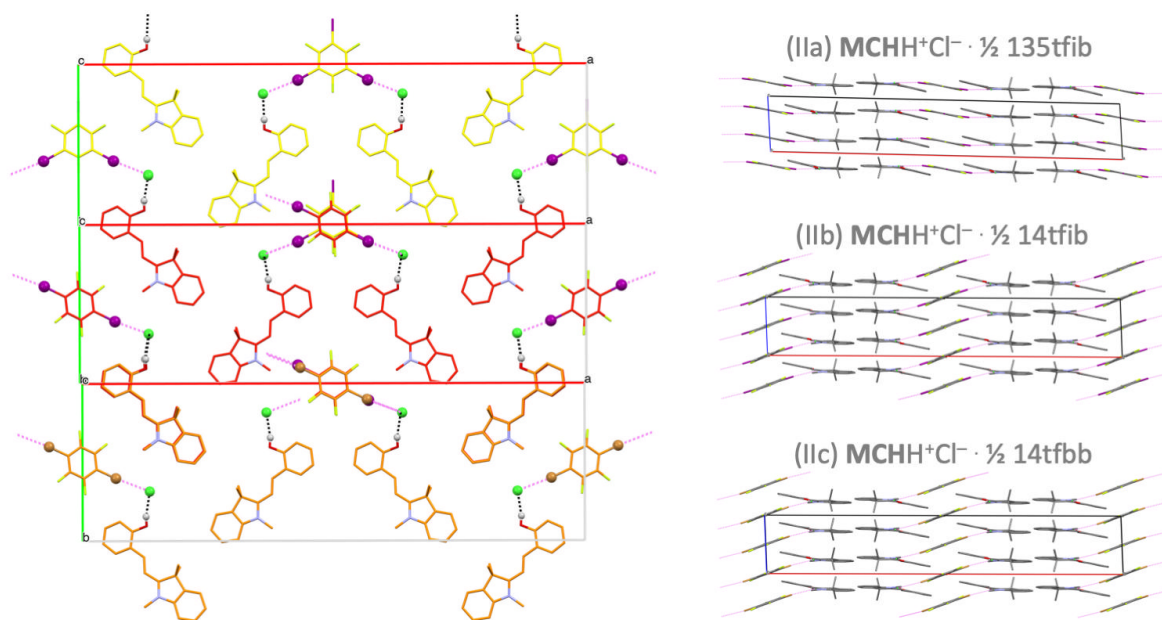 c
a
c
a
c
a
b
(IIa) MCHH⁺Cl⁻ · ½ 135tfib
(IIb) MCHH⁺Cl⁻ · ½ 14tfib
(IIc) MCHH⁺Cl⁻ · ½ 14tfbb